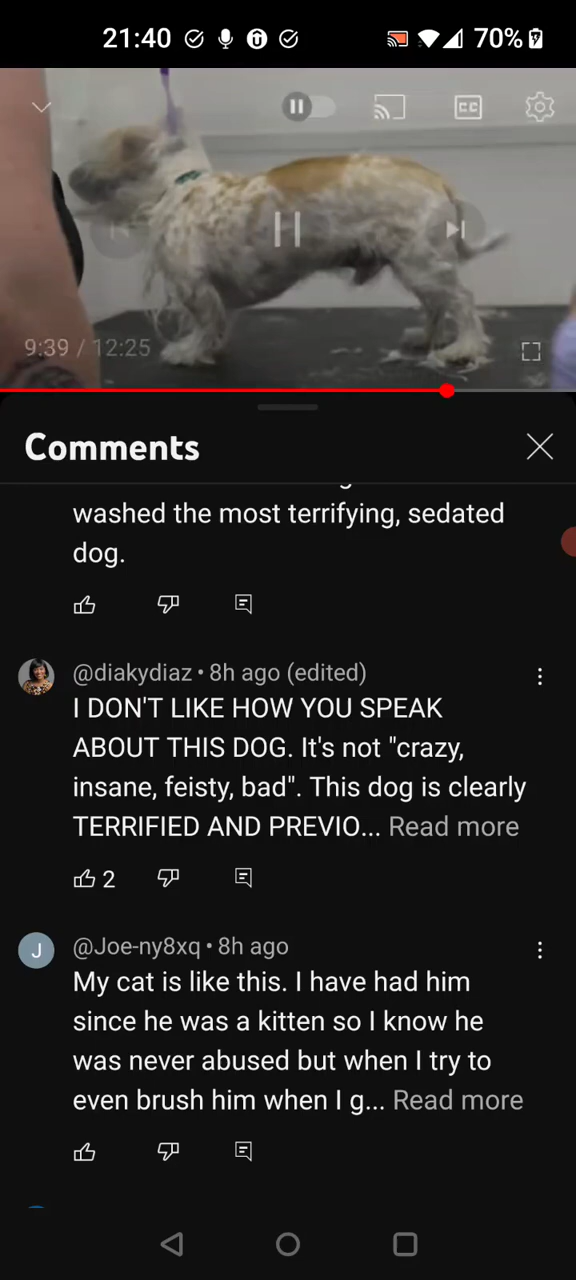 21:40
70%
CC
9:39 / 12:25
Comments
washed the most terrifying, sedated
dog.
@diakydiaz • 8h ago (edited)
I DON'T LIKE HOW YOU SPEAK
ABOUT THIS DOG. It's not "crazy,
insane, feisty, bad". This dog is clearly
TERRIFIED AND PREVIO... Read more
2
J
@Joe-ny8xq • 8h ago
My cat is like this. I have had him
since he was a kitten so I know he
was never abused but when I try to
even brush him when I g... Read more